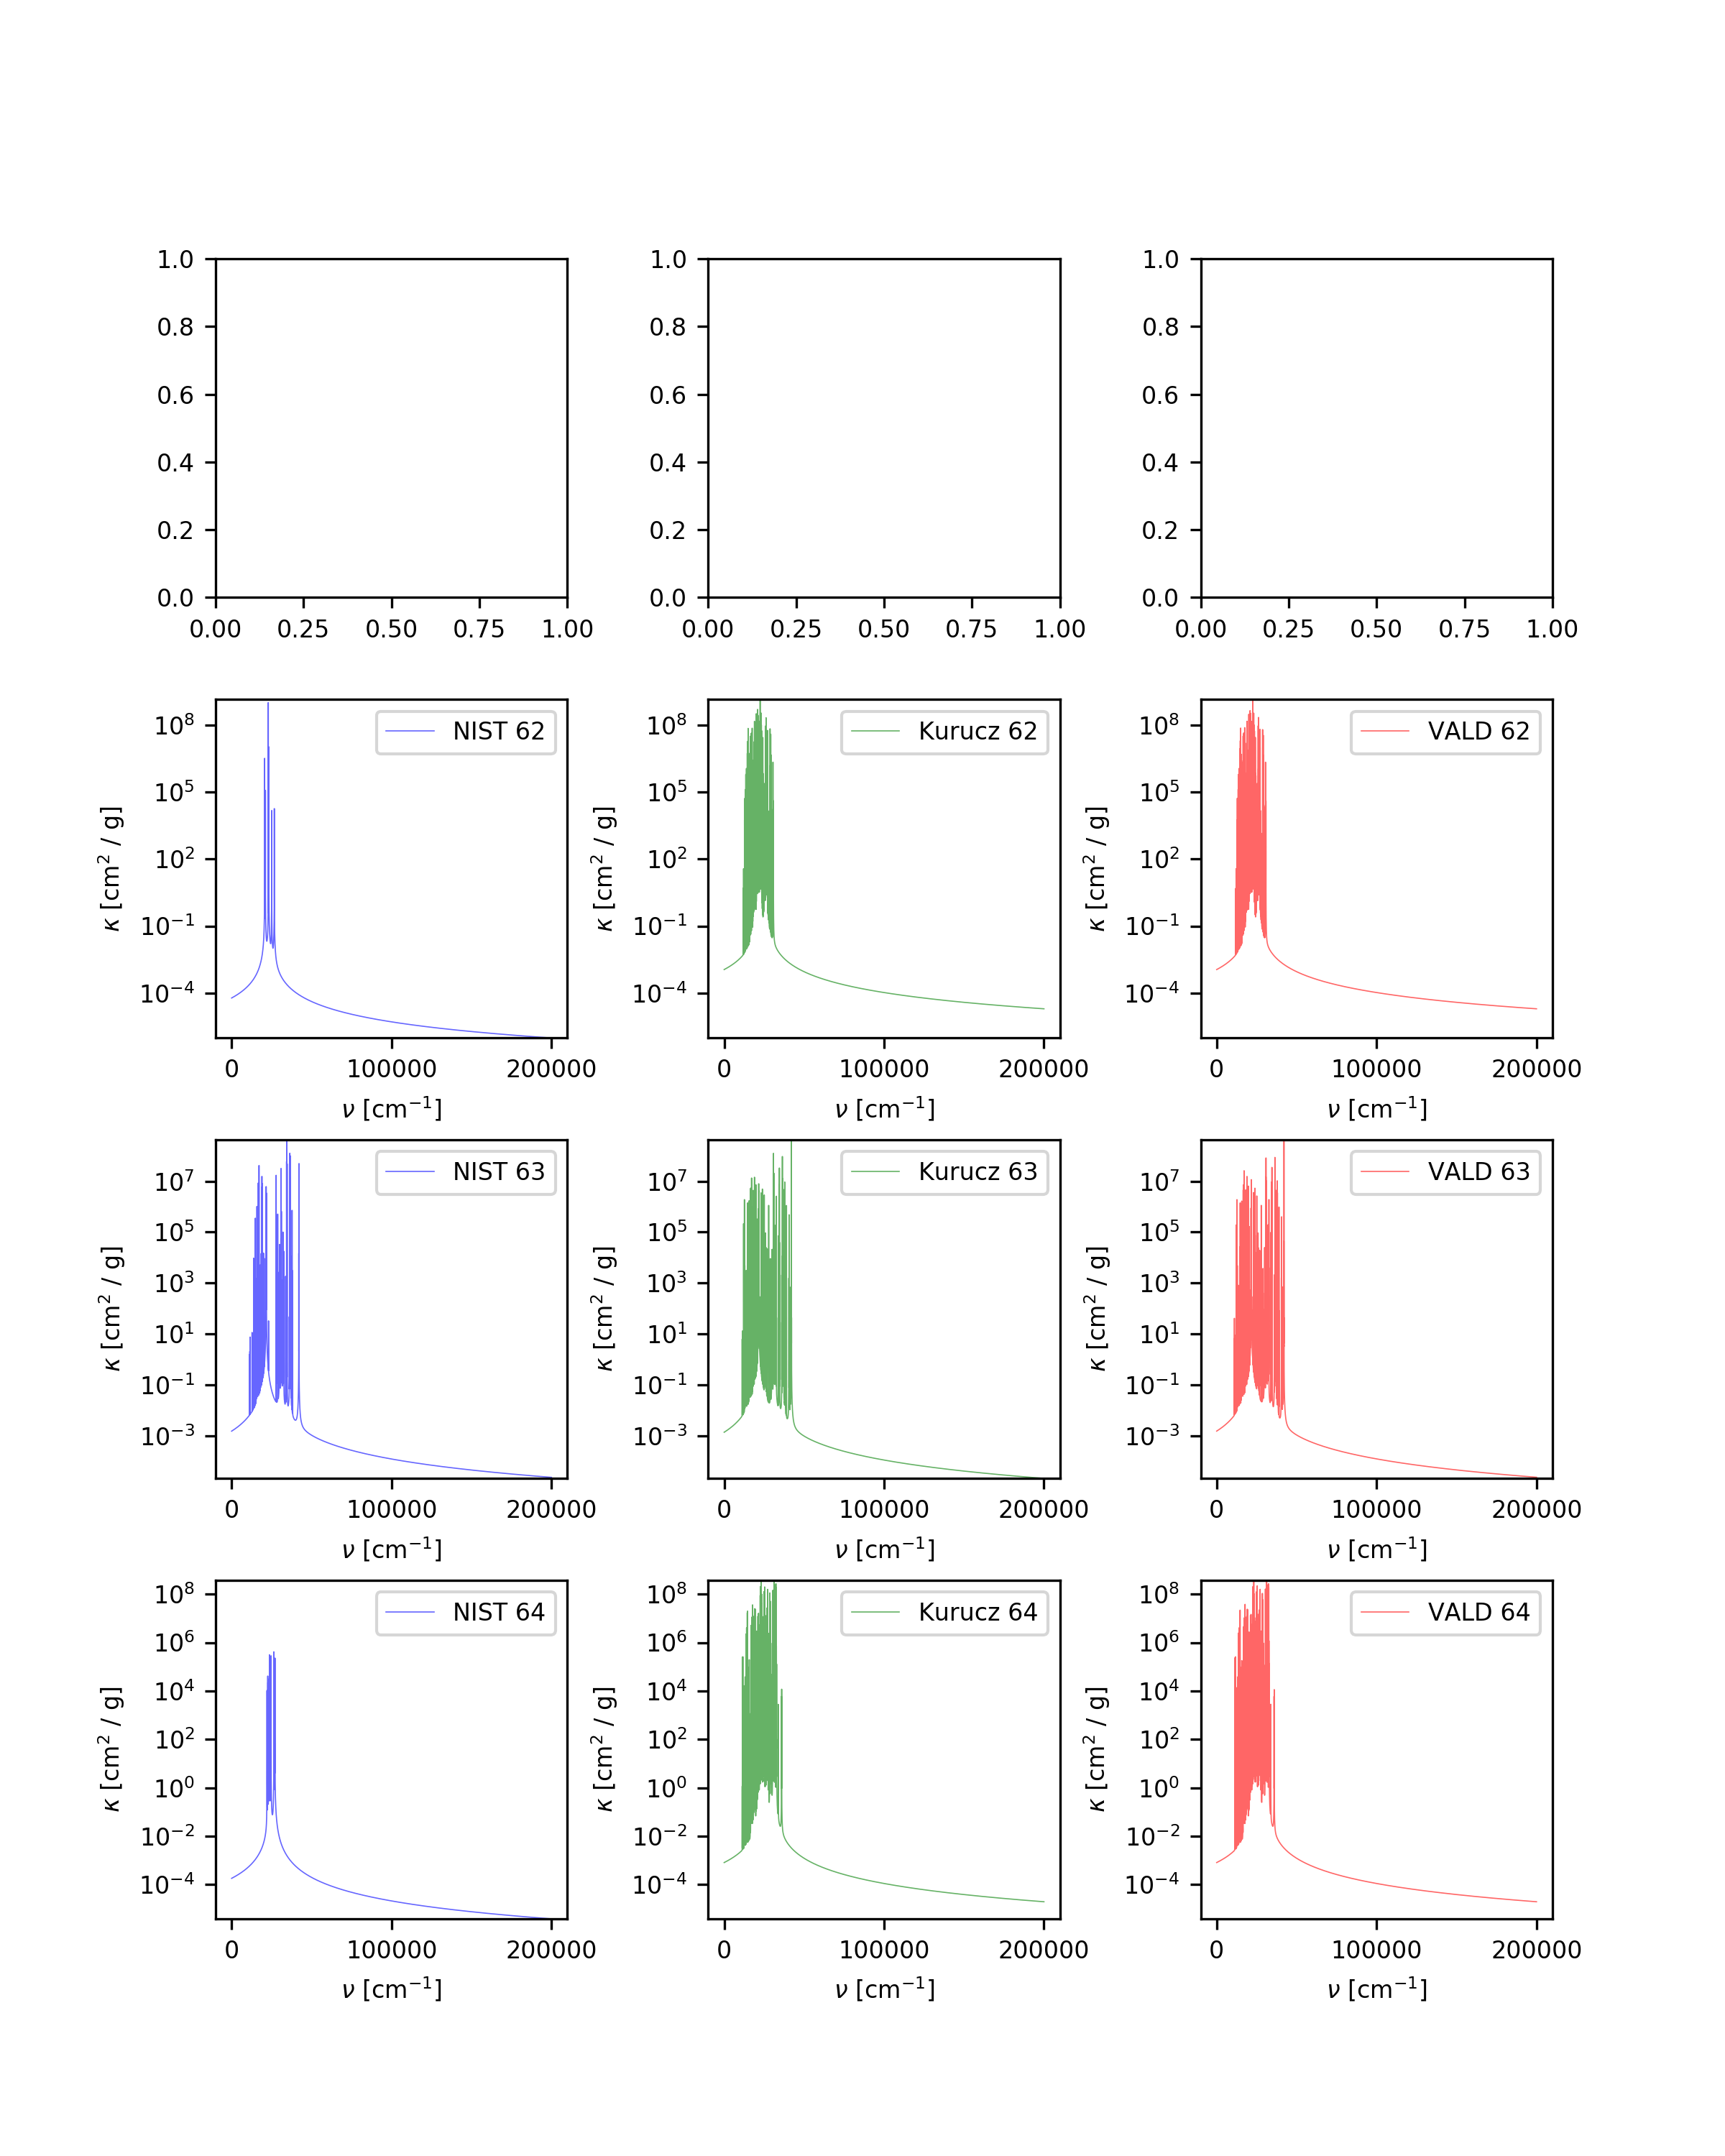 1.0 1.0 1.0
0.8 0.8 0.8
0.6 0.6 0.6
0.4 0.4 0.4
0.2 0.2 0.2
0.0 0.0 0.0
0.00 0.25 0.50 0.75 1.00 0.00 0.25 0.50 0.75 1.00 0.00 0.25 0.50 0.75 1.00
NIST 62
κ [cm² / g]
10⁸
10⁵
10²
10⁻¹
10⁻⁴
0 100000 200000
ν [cm⁻¹]
Kurucz 62
κ [cm² / g]
10⁸
10⁵
10²
10⁻¹
10⁻⁴
0 100000 200000
ν [cm⁻¹]
VALD 62
κ [cm² / g]
10⁸
10⁵
10²
10⁻¹
10⁻⁴
0 100000 200000
ν [cm⁻¹]
NIST 63
κ [cm² / g]
10⁷
10⁵
10³
10¹
10⁻¹
10⁻³
0 100000 200000
ν [cm⁻¹]
Kurucz 63
κ [cm² / g]
10⁷
10⁵
10³
10¹
10⁻¹
10⁻³
0 100000 200000
ν [cm⁻¹]
VALD 63
κ [cm² / g]
10⁷
10⁵
10³
10¹
10⁻¹
10⁻³
0 100000 200000
ν [cm⁻¹]
NIST 64
κ [cm² / g]
10⁸
10⁶
10⁴
10²
10⁰
10⁻²
10⁻⁴
0 100000 200000
ν [cm⁻¹]
Kurucz 64
κ [cm² / g]
10⁸
10⁶
10⁴
10²
10⁰
10⁻²
10⁻⁴
0 100000 200000
ν [cm⁻¹]
VALD 64
κ [cm² / g]
10⁸
10⁶
10⁴
10²
10⁰
10⁻²
10⁻⁴
0 100000 200000
ν [cm⁻¹]